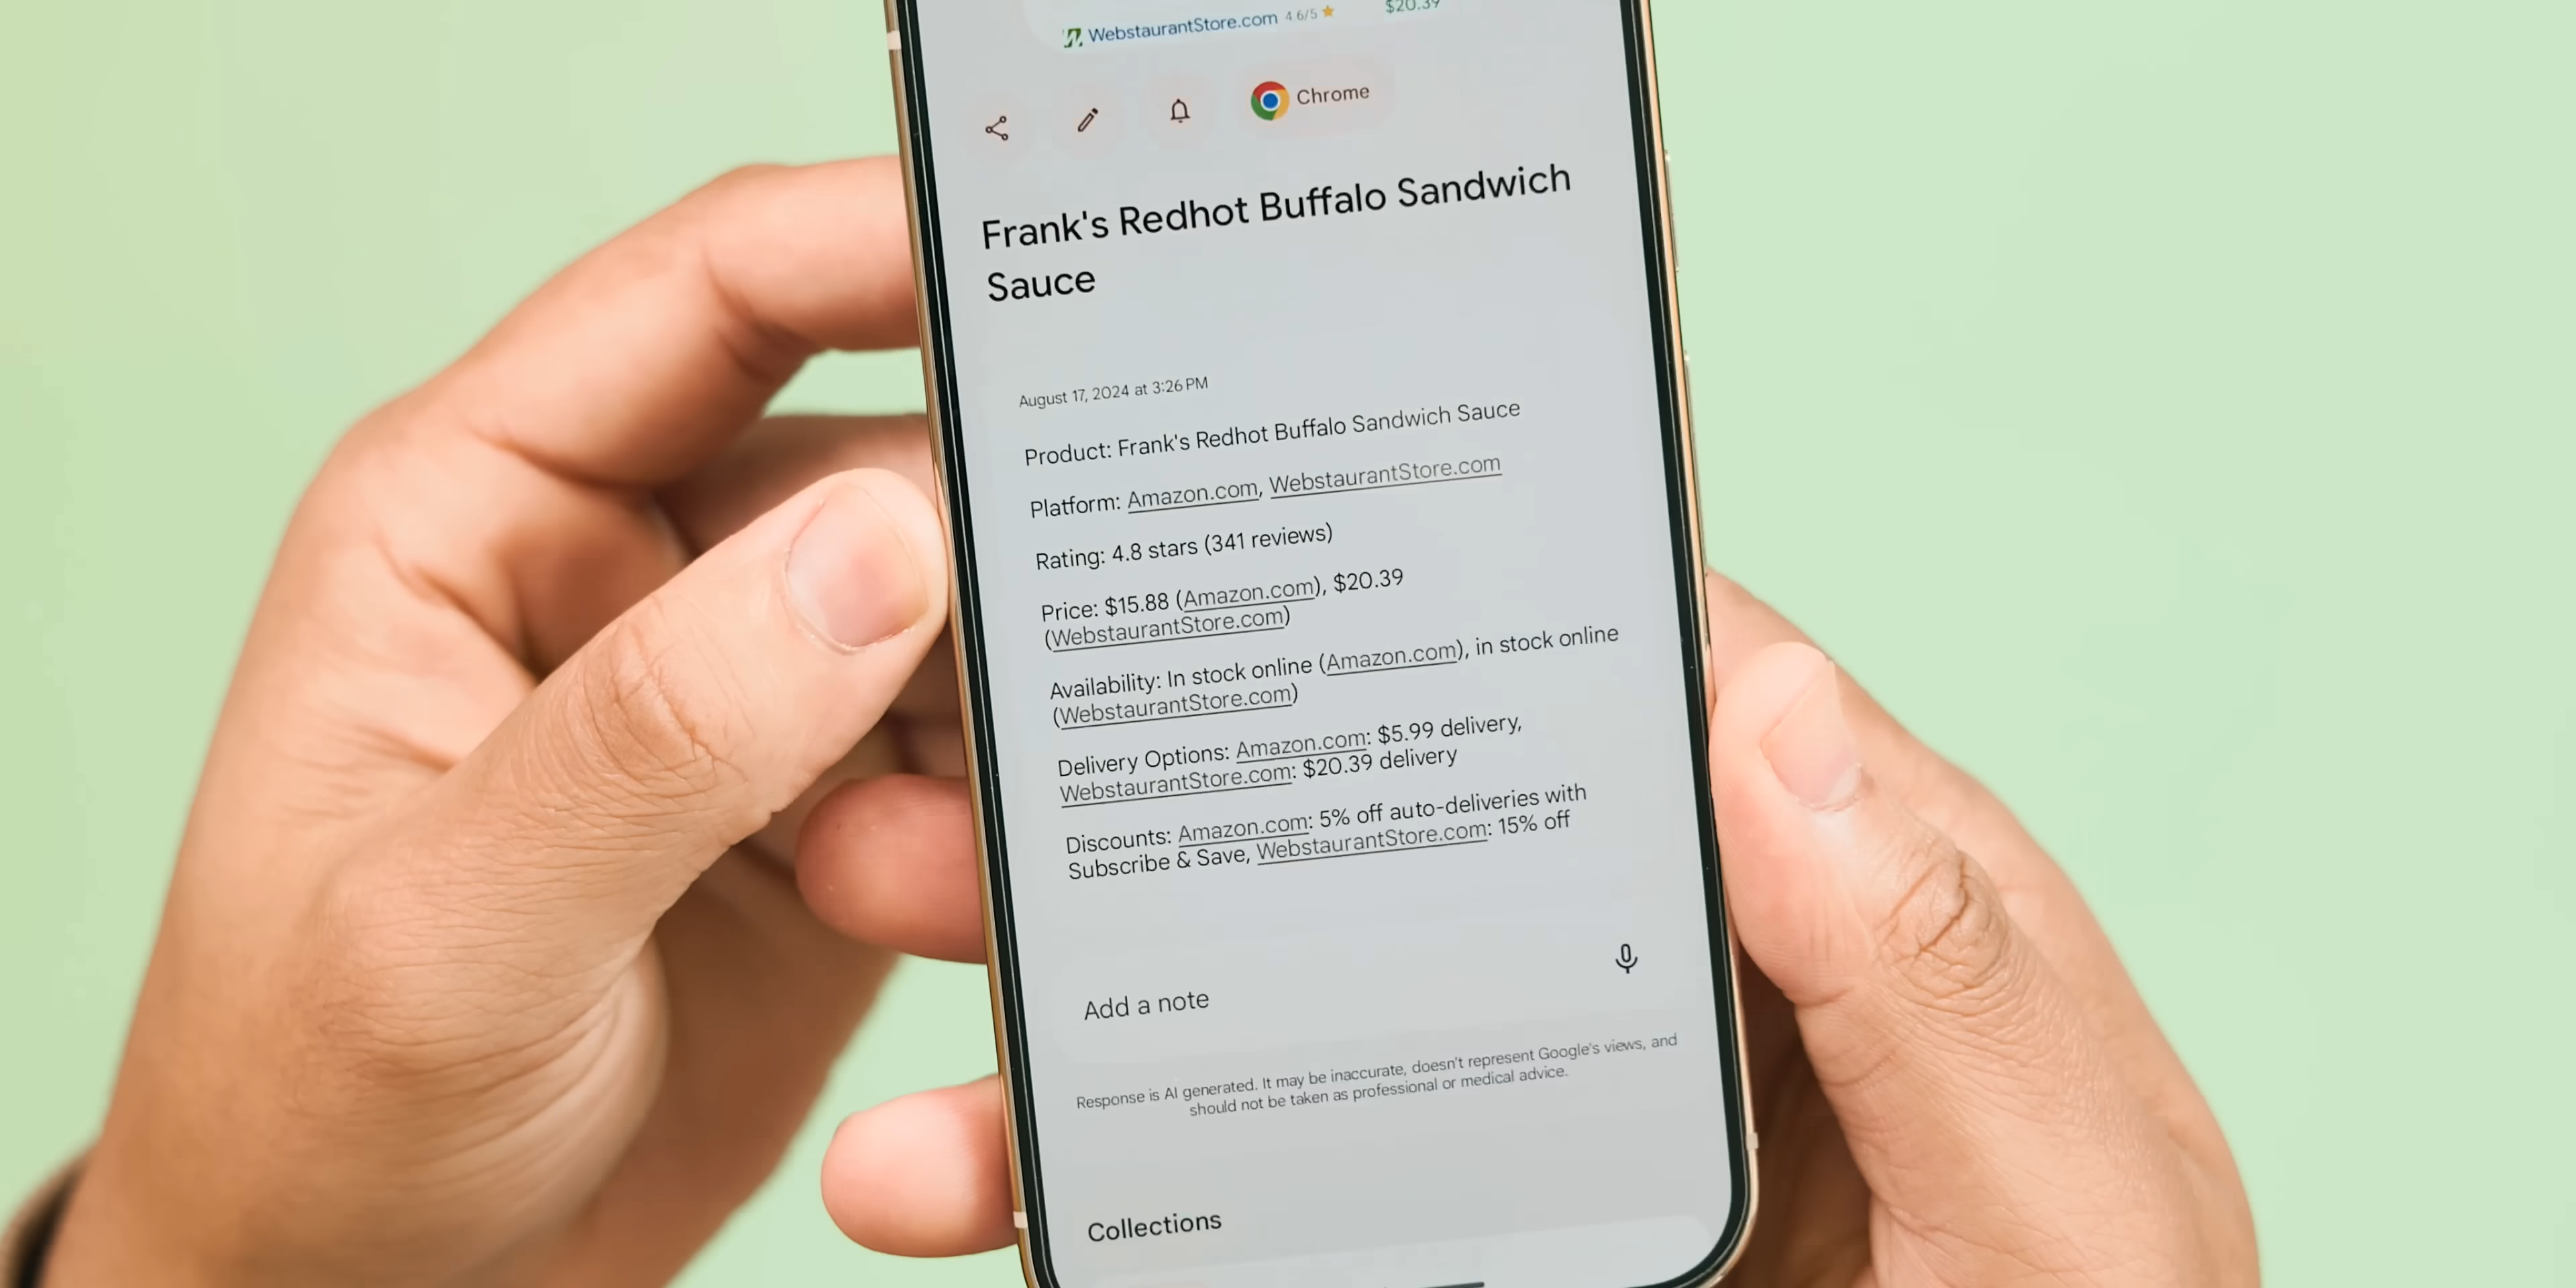 WebstaurantStore.com 4.6/5 $20.39
Chrome
Frank's Redhot Buffalo Sandwich
Sauce
August 17, 2024 at 3:26 PM
Product: Frank's Redhot Buffalo Sandwich Sauce
Platform: Amazon.com, WebstaurantStore.com
Rating: 4.8 stars (341 reviews)
Price: $15.88 (Amazon.com), $20.39
(WebstaurantStore.com)
Availability: In stock online (Amazon.com), in stock online
(WebstaurantStore.com)
Delivery Options: Amazon.com: $5.99 delivery,
WebstaurantStore.com: $20.39 delivery
Discounts: Amazon.com: 5% off auto-deliveries with
Subscribe & Save, WebstaurantStore.com: 15% off
Add a note
Response is AI generated. It may be inaccurate, doesn't represent Google's views, and
should not be taken as professional or medical advice.
Collections